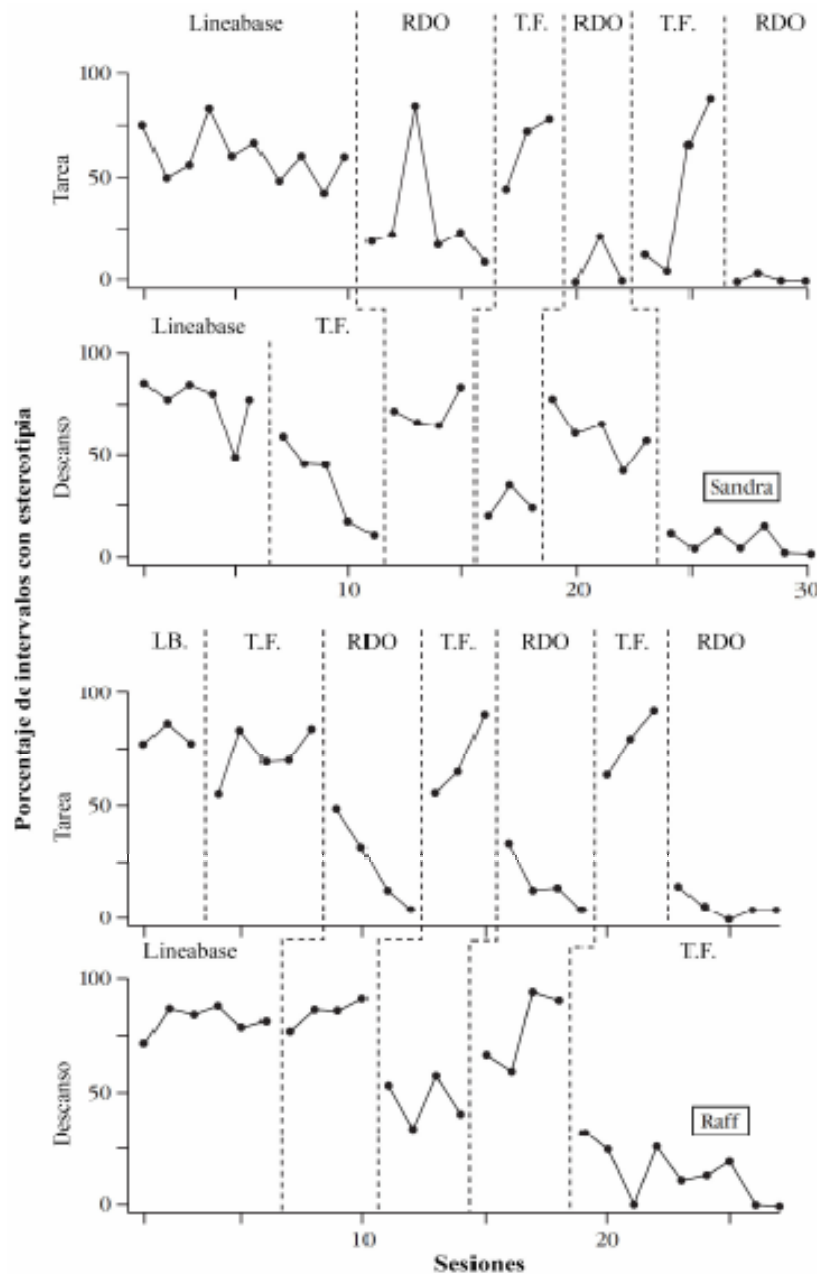 Lineabase RDO T.F. RDO T.F. RDO
100
50
0
Tarea
Lineabase T.F.
100
50
0
Descanso
Sandra
10 20 30
Porcentaje de intervalos con estereotipia
L.B. T.F. RDO T.F. RDO T.F. RDO
100
50
0
Tarea
Lineabase T.F.
100
50
0
Descanso
Raff
10 20
Sesiones